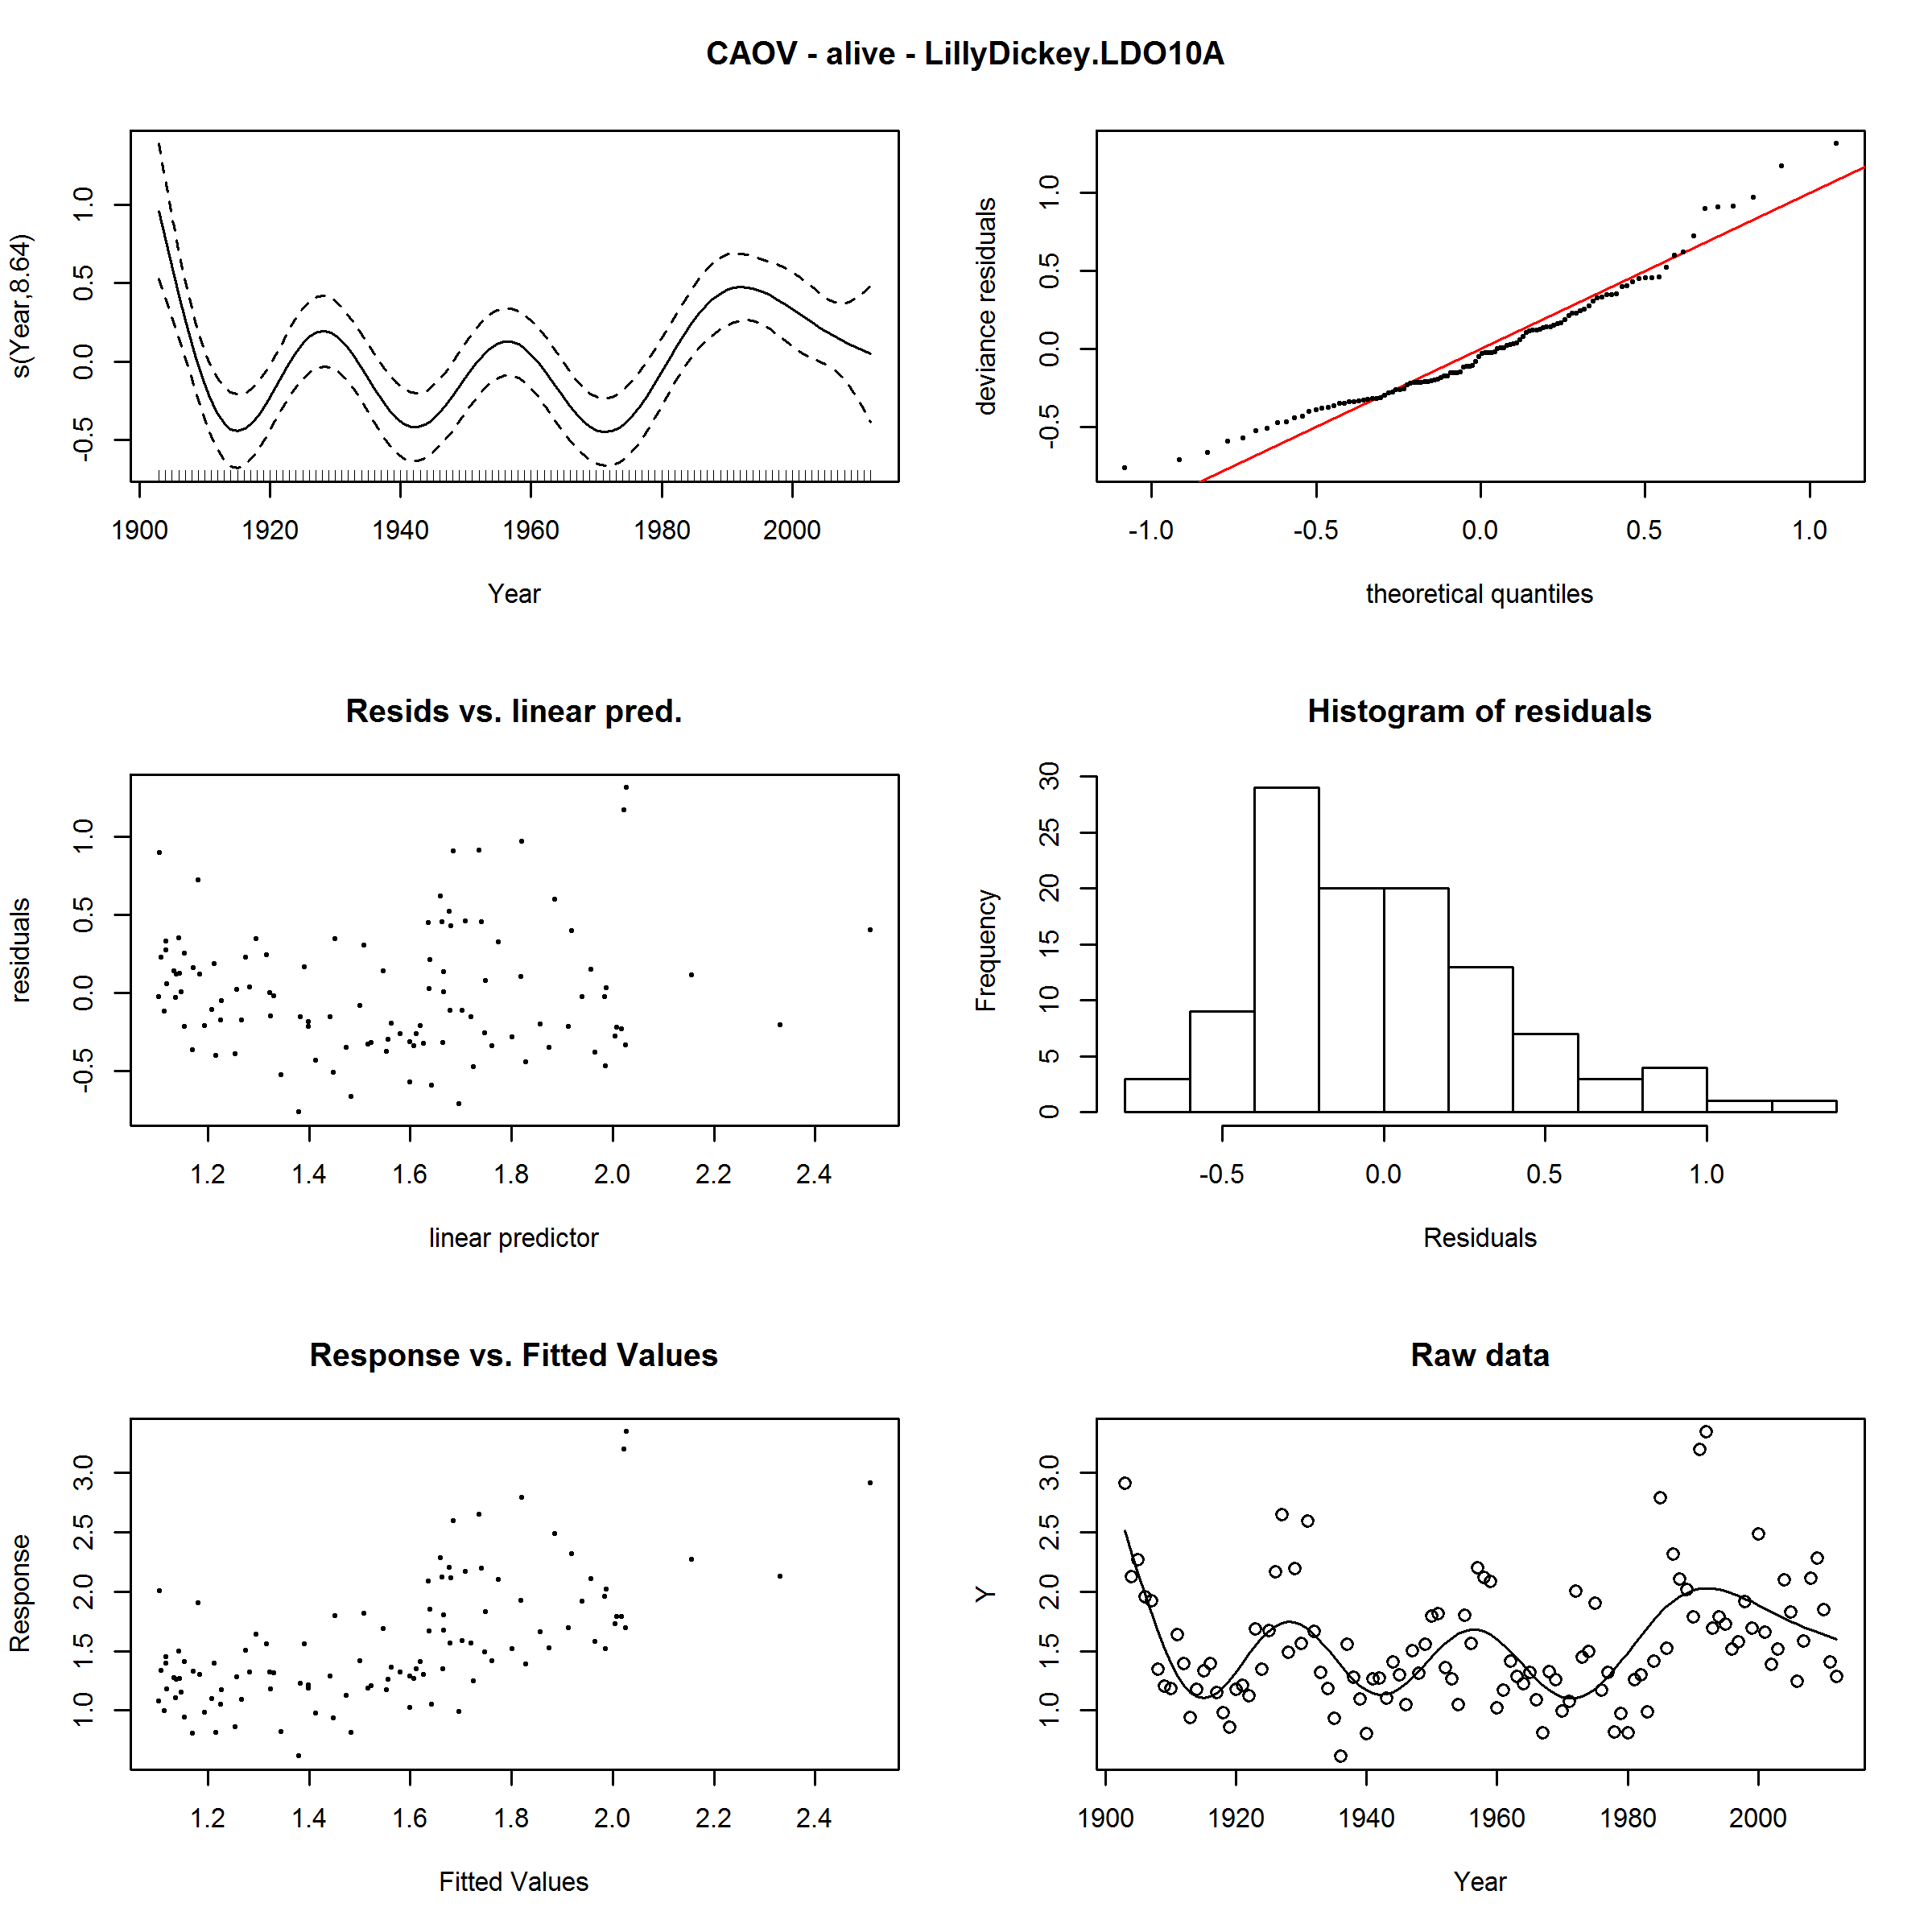 CAOV - alive - LillyDickey.LDO10A
s(Year,8.64)
-0.5 0.0 0.5 1.0
1900 1920 1940 1960 1980 2000
Year
deviance residuals
-0.5 0.0 0.5 1.0
-1.0 -0.5 0.0 0.5 1.0
theoretical quantiles
Resids vs. linear pred.
residuals
-0.5 0.0 0.5 1.0
1.2 1.4 1.6 1.8 2.0 2.2 2.4
linear predictor
Histogram of residuals
Frequency
0 5 10 15 20 25 30
-0.5 0.0 0.5 1.0
Residuals
Response vs. Fitted Values
Response
1.0 1.5 2.0 2.5 3.0
1.2 1.4 1.6 1.8 2.0 2.2 2.4
Fitted Values
Raw data
Y
1.0 1.5 2.0 2.5 3.0
1900 1920 1940 1960 1980 2000
Year